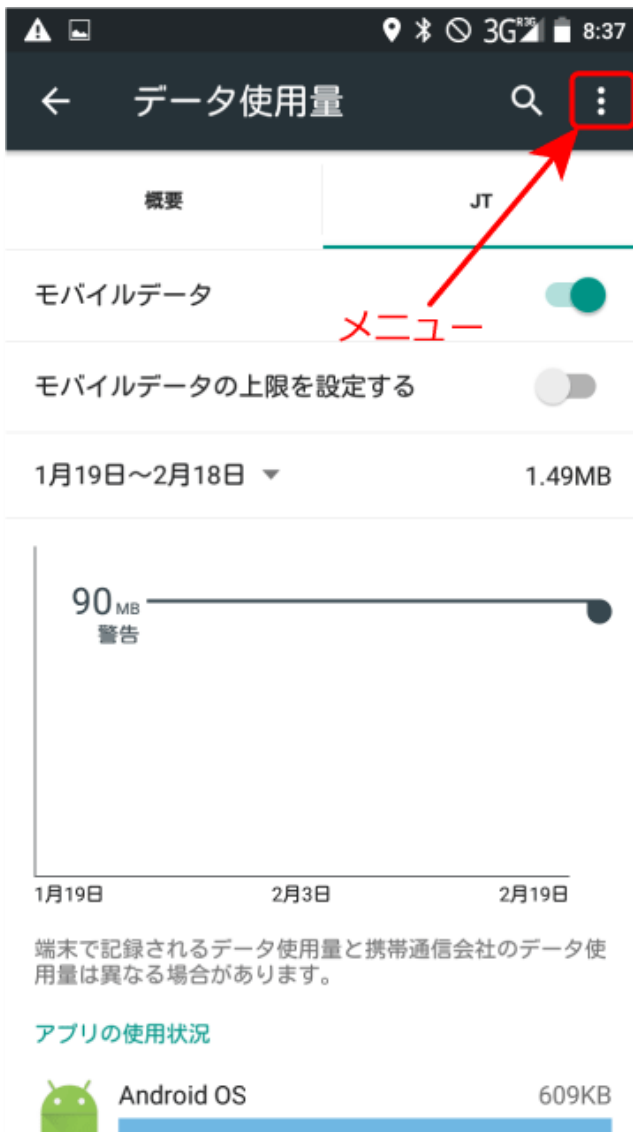 3G R3G 8:37
データ使用量
概要 JT
モバイルデータ
メニュー
モバイルデータの上限を設定する
1月19日～2月18日 1.49MB
90 MB
警告
1月19日 2月3日 2月19日
端末で記録されるデータ使用量と携帯通信会社のデータ使
用量は異なる場合があります。
アプリの使用状況
Android OS 609KB